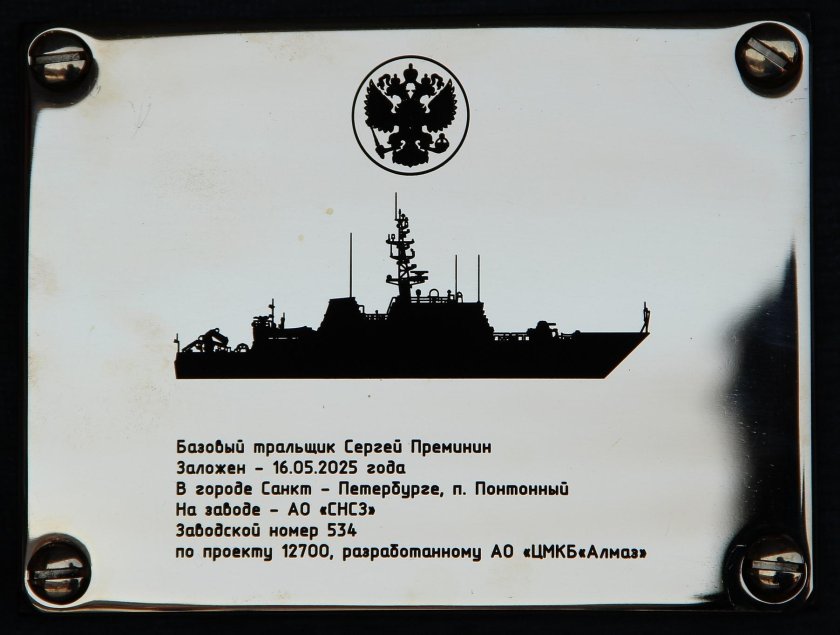 Базовый тральщик Сергей Преминин
Заложен - 16.05.2025 года
В городе Санкт - Петербурге, п. Понтонный
На заводе - АО «СНСЗ»
Заводской номер 534
по проекту 12700, разработанному АО «ЦМКБ«Алмаз»